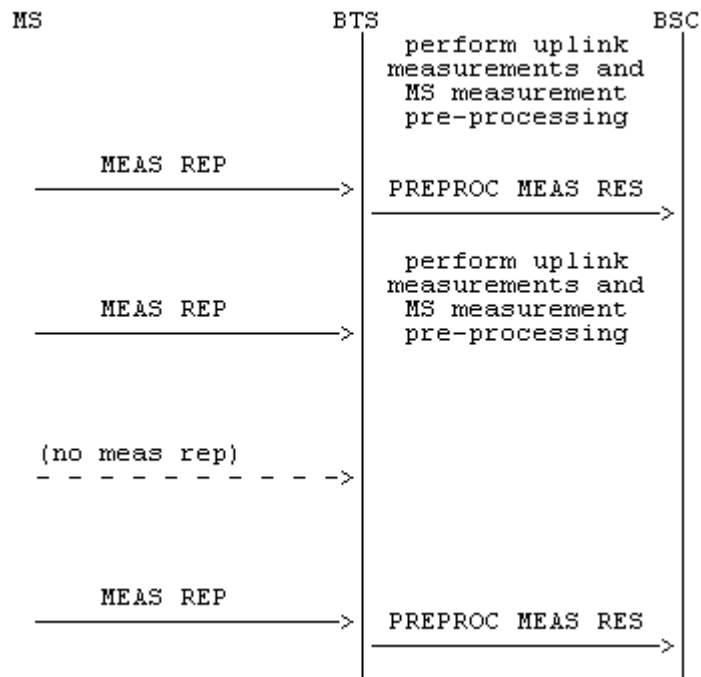 MS BTS BSC
perform uplink
measurements and
MS measurement
pre-processing
MEAS REP
PREPROC MEAS RES
perform uplink
measurements and
MS measurement
pre-processing
MEAS REP
(no meas rep)
MEAS REP
PREPROC MEAS RES